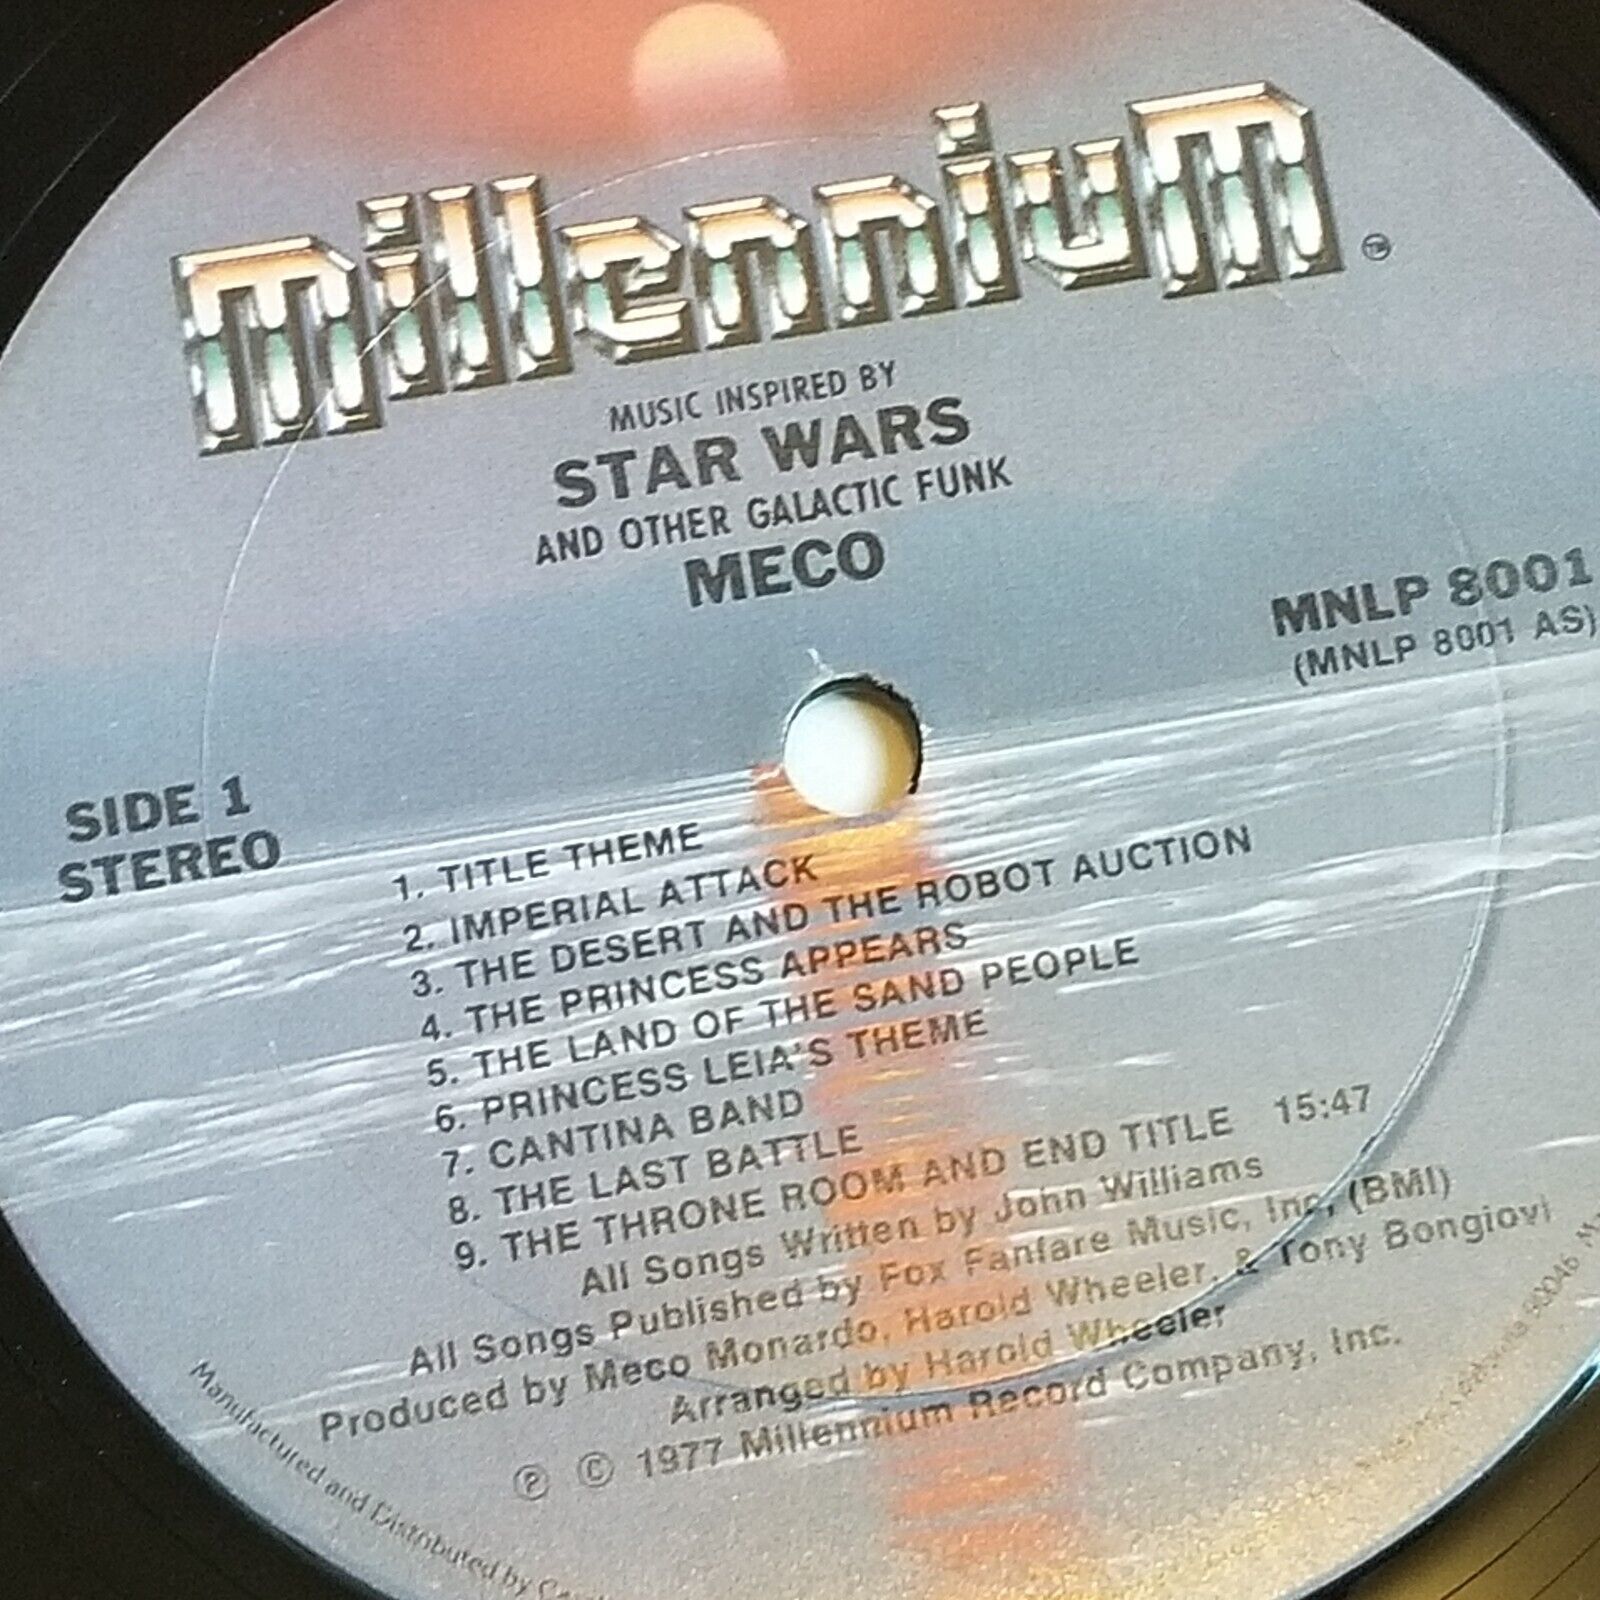 millennium TM
MUSIC INSPIRED BY
STAR WARS
AND OTHER GALACTIC FUNK
MECO
MNLP 8001
(MNLP 8001 AS)
SIDE 1
STEREO
1. TITLE THEME
2. IMPERIAL ATTACK
3. THE DESERT AND THE ROBOT AUCTION
4. THE PRINCESS APPEARS
5. THE LAND OF THE SAND PEOPLE
6. PRINCESS LEIA'S THEME
7. CANTINA BAND
8. THE LAST BATTLE
9. THE THRONE ROOM AND END TITLE 15:47
All Songs Written by John Williams
All Songs Published by Fox Fanfare Music, Inc, (BMI)
Produced by Meco Monardo, Harold Wheeler, & Tony Bongiovi
Arranged by Harold Wheeler
℗ © 1977 Millennium Record Company, Inc.
Manufactured and Distributed by
90046